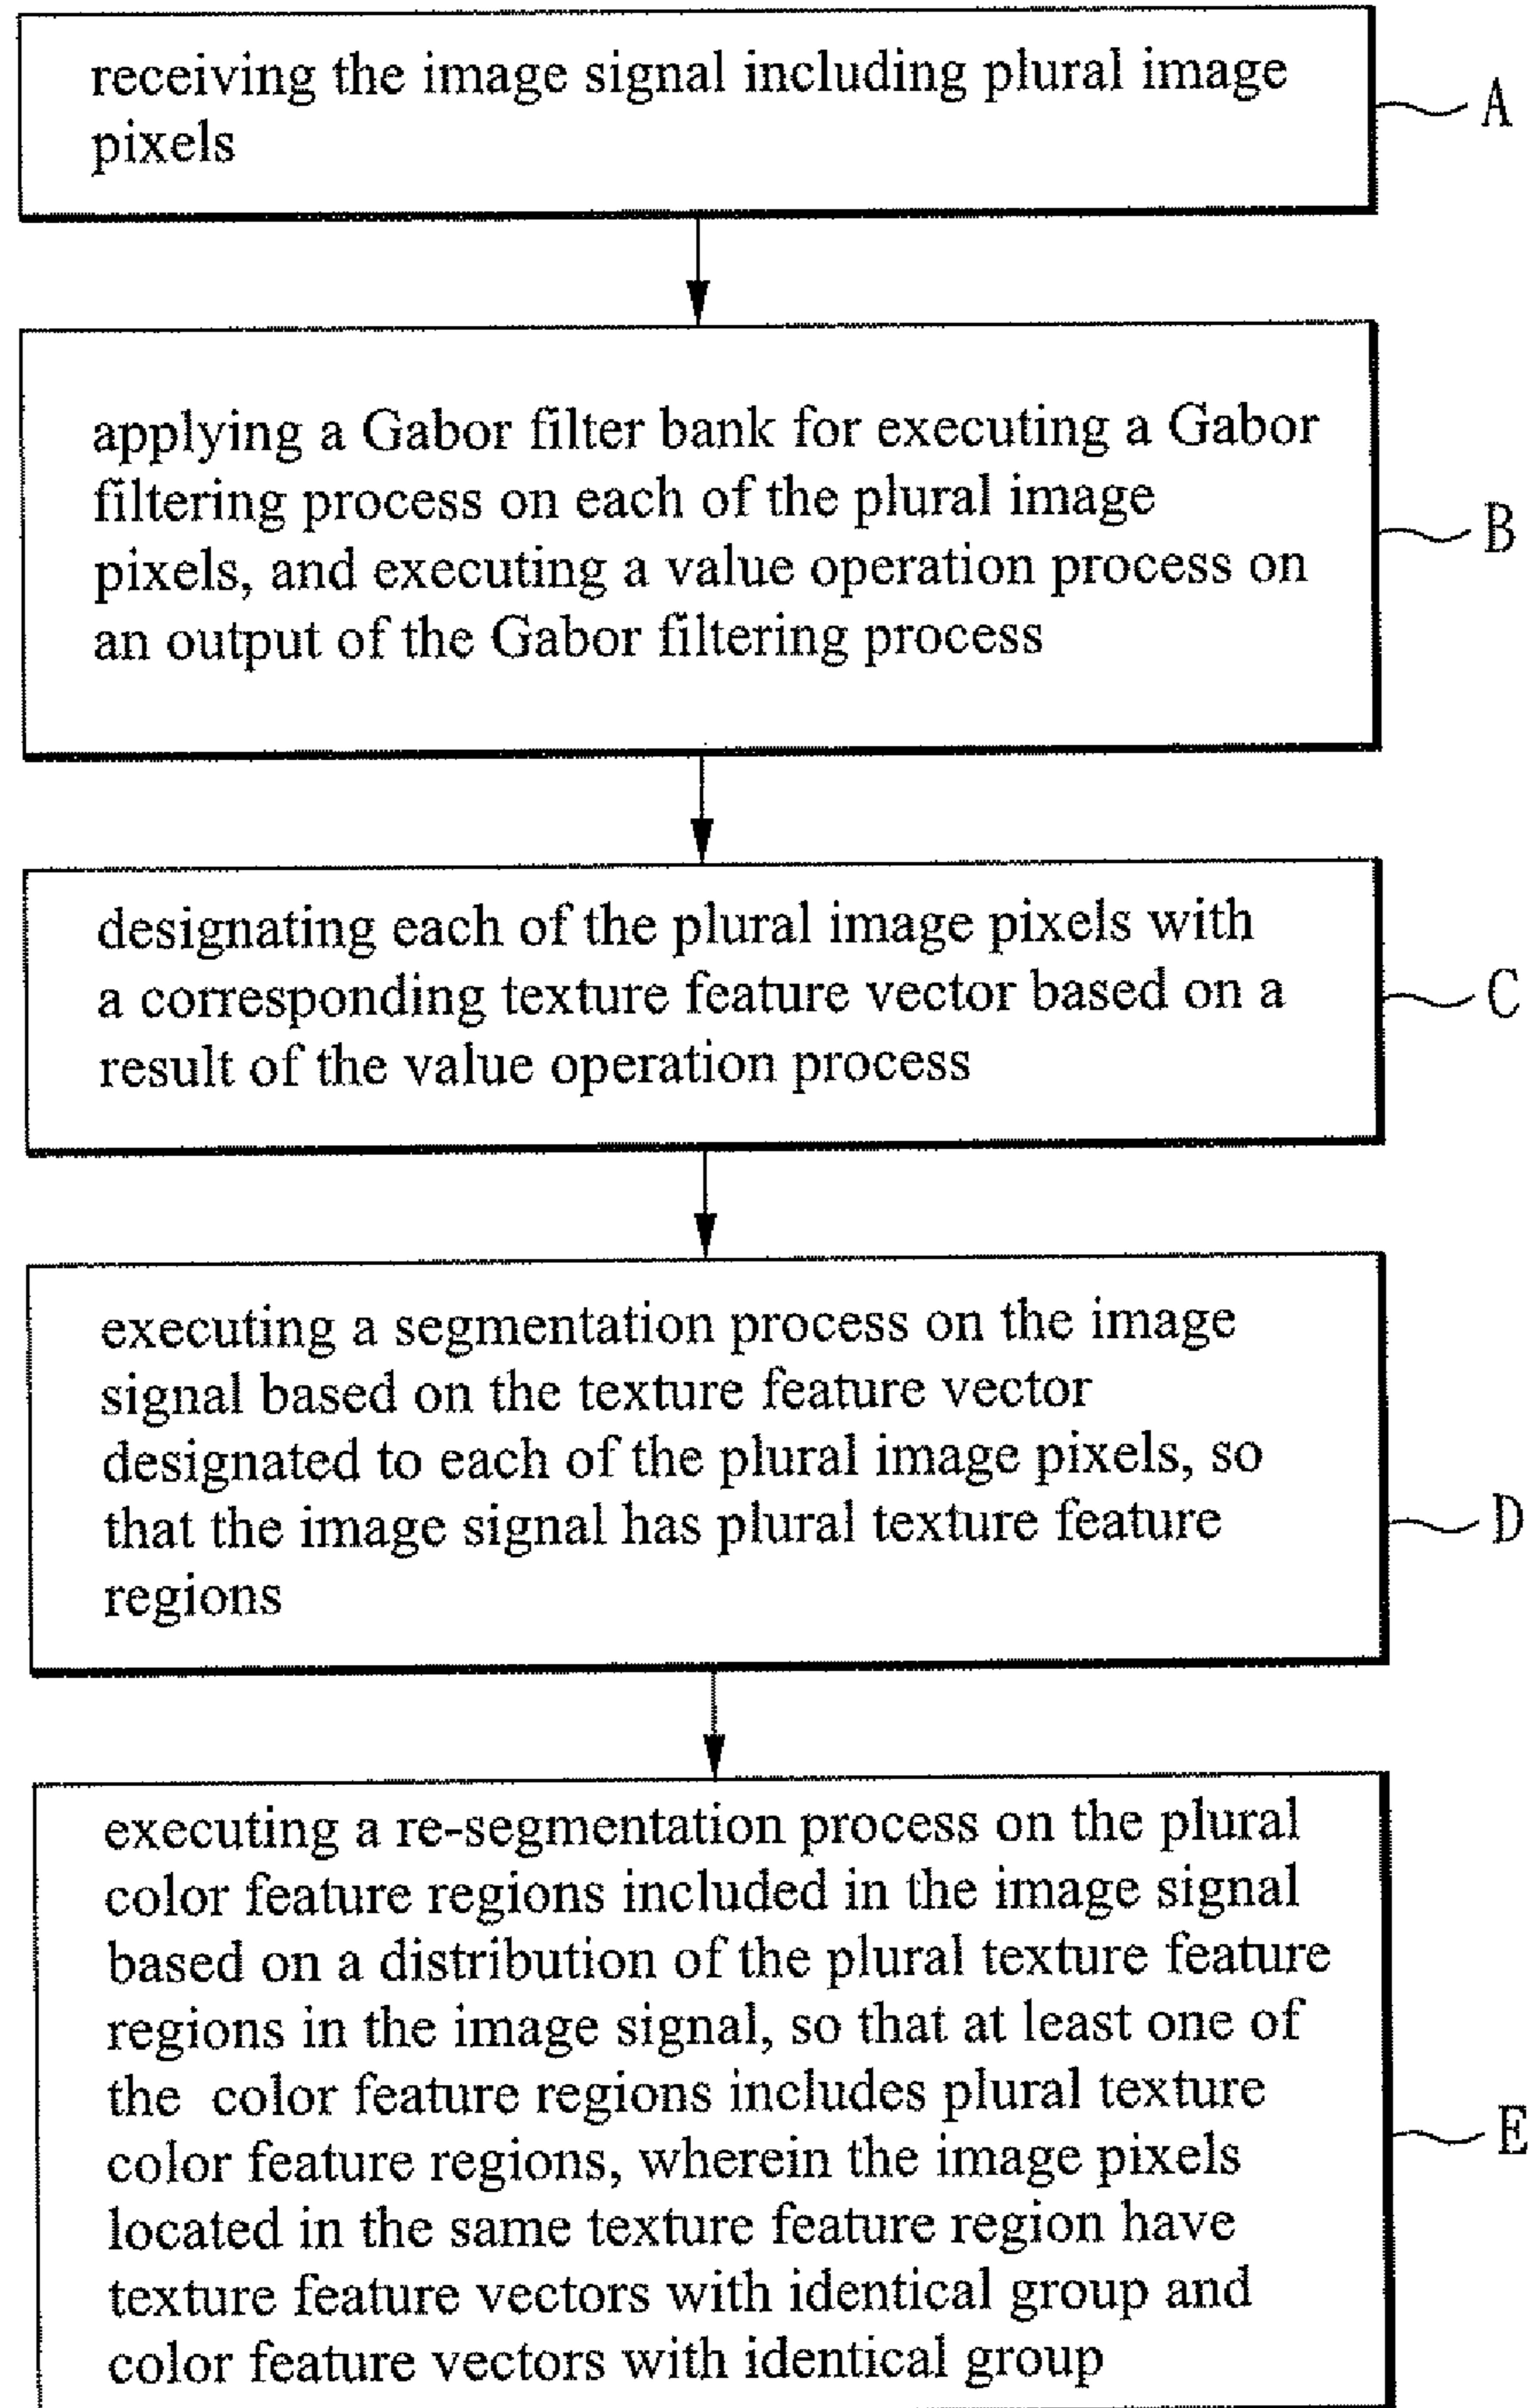 receiving the image signal including plural image
pixels
A
applying a Gabor filter bank for executing a Gabor
filtering process on each of the plural image
pixels, and executing a value operation process on
an output of the Gabor filtering process
B
designating each of the plural image pixels with
a corresponding texture feature vector based on a
result of the value operation process
C
executing a segmentation process on the image
signal based on the texture feature vector
designated to each of the plural image pixels, so
that the image signal has plural texture feature
regions
D
executing a re-segmentation process on the plural
color feature regions included in the image signal
based on a distribution of the plural texture feature
regions in the image signal, so that at least one of
the color feature regions includes plural texture
color feature regions, wherein the image pixels
located in the same texture feature region have
texture feature vectors with identical group and
color feature vectors with identical group
E